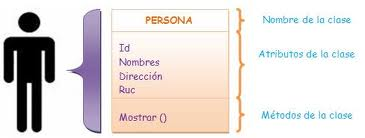 PERSONA
Nombre de la clase
Id
Nombres
Dirección
Ruc
Atributos de la clase
Mostrar ()
Métodos de la clase